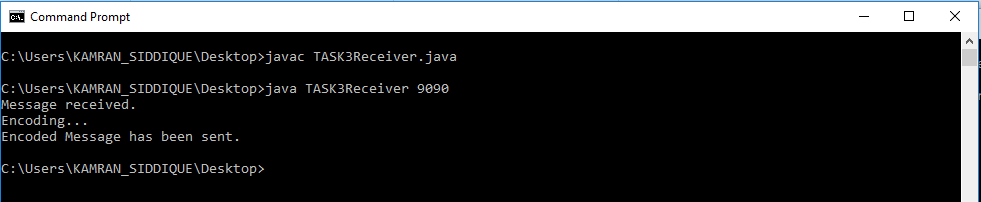 Command Prompt
C:\Users\KAMRAN_SIDDIQUE\Desktop>javac TASK3Receiver.java
C:\Users\KAMRAN_SIDDIQUE\Desktop>java TASK3Receiver 9090
Message received.
Encoding...
Encoded Message has been sent.
C:\Users\KAMRAN_SIDDIQUE\Desktop>